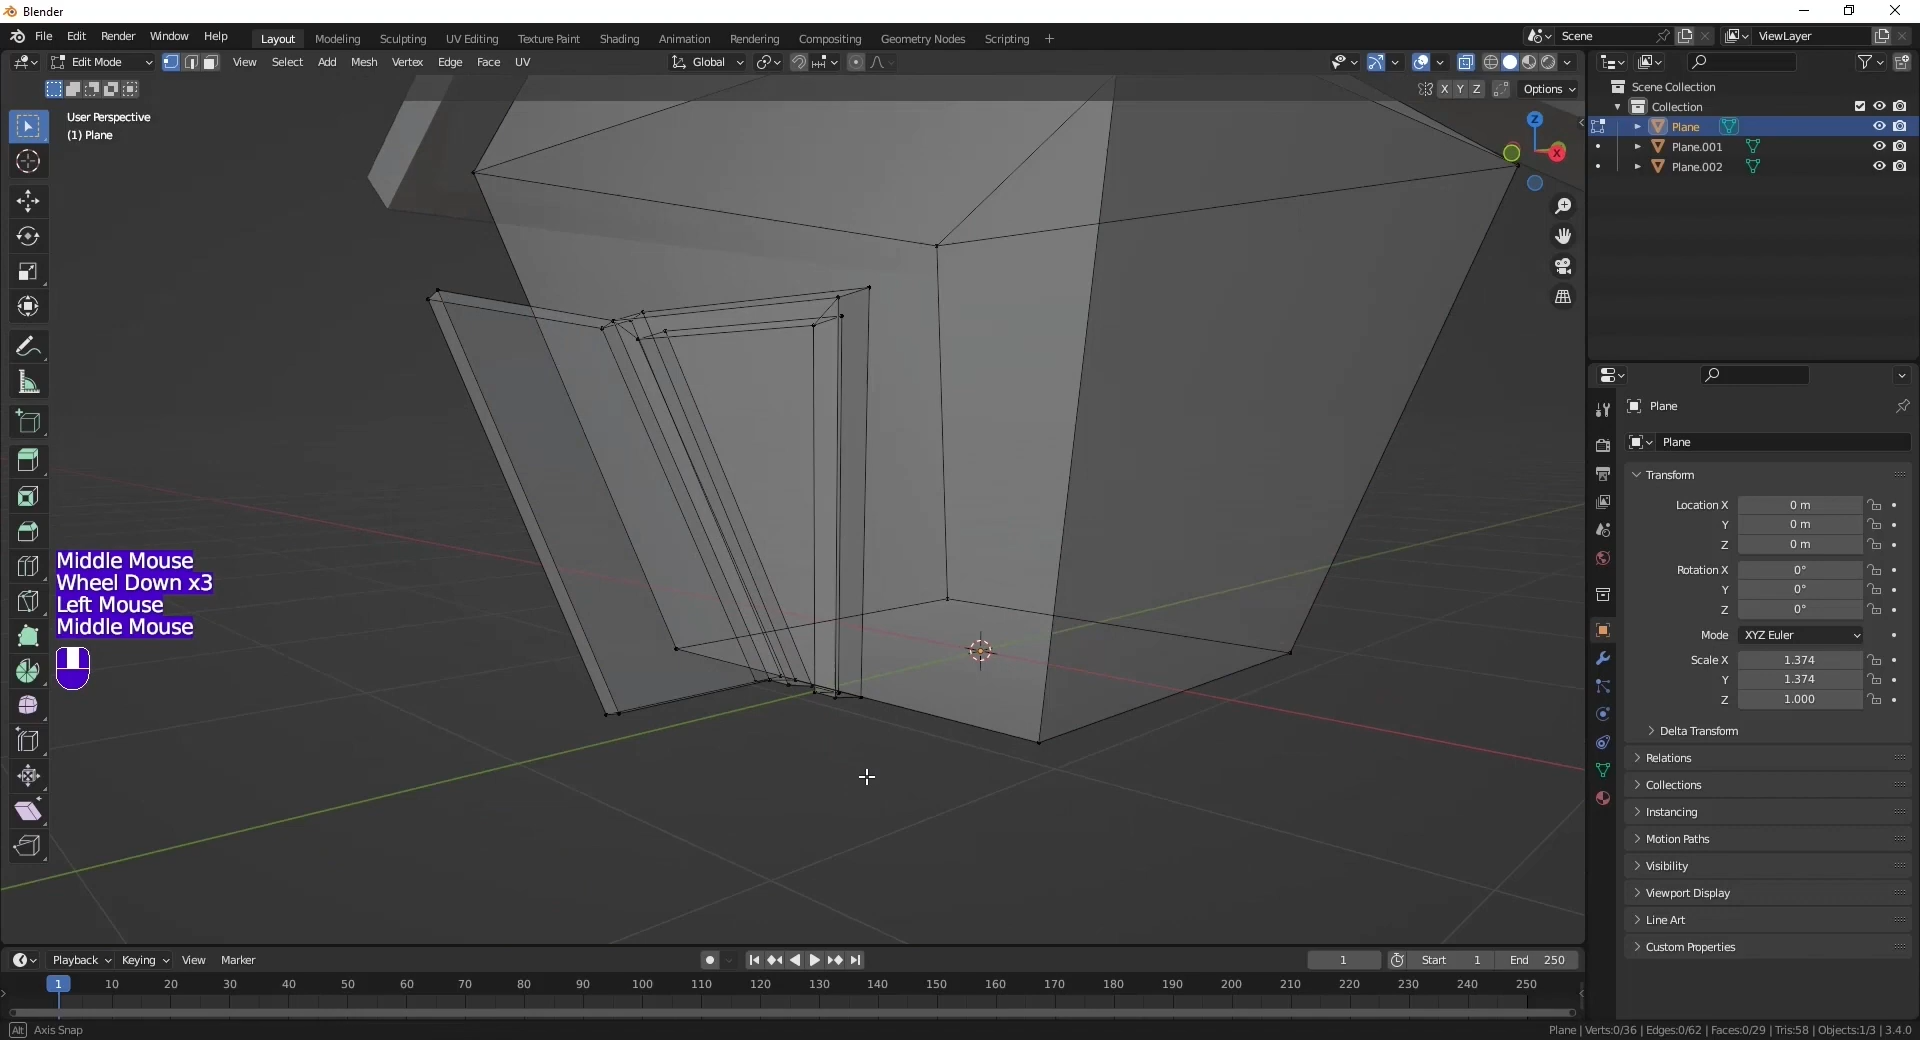 Blender
File Edit Render Window Help
Layout Modeling Sculpting UV Editing Texture Paint Shading Animation Rendering Compositing Geometry Nodes Scripting +
Scene
ViewLayer
Edit Mode
View Select Add Mesh Vertex Edge Face UV
Global
X Y Z
Options
User Perspective
(1) Plane
Z
X
Scene Collection
Collection
Plane
Plane.001
Plane.002
Plane
Plane
Transform
Location X 0 m
Y 0 m
Z 0 m
Rotation X 0°
Y 0°
Z 0°
Mode XYZ Euler
Scale X 1.374
Y 1.374
Z 1.000
Delta Transform
Relations
Collections
Instancing
Motion Paths
Visibility
Viewport Display
Line Art
Custom Properties
Middle Mouse
Wheel Down x3
Left Mouse
Middle Mouse
Playback Keying View Marker
1
Start 1
End 250
1 10 20 30 40 50 60 70 80 90 100 110 120 130 140 150 160 170 180 190 200 210 220 230 240 250
Alt Axis Snap
Plane | Verts:0/36 | Edges:0/62 | Faces:0/29 | Tris:58 | Objects:1/3 | 3.4.0